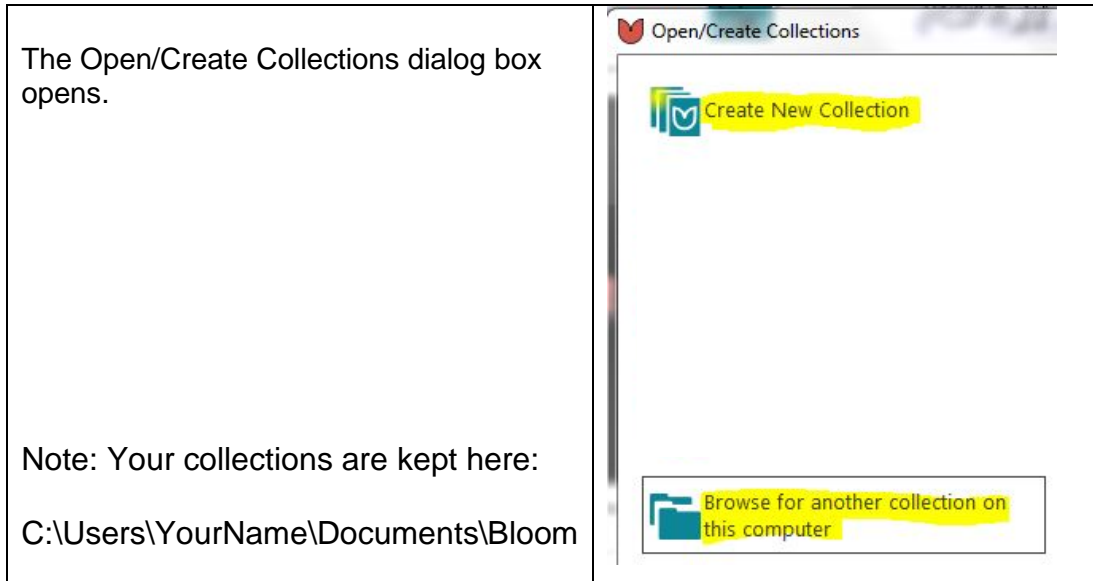 The Open/Create Collections dialog box
opens.
Note: Your collections are kept here:
C:\Users\YourName\Documents\Bloom
Open/Create Collections
Create New Collection
Browse for another collection on
this computer